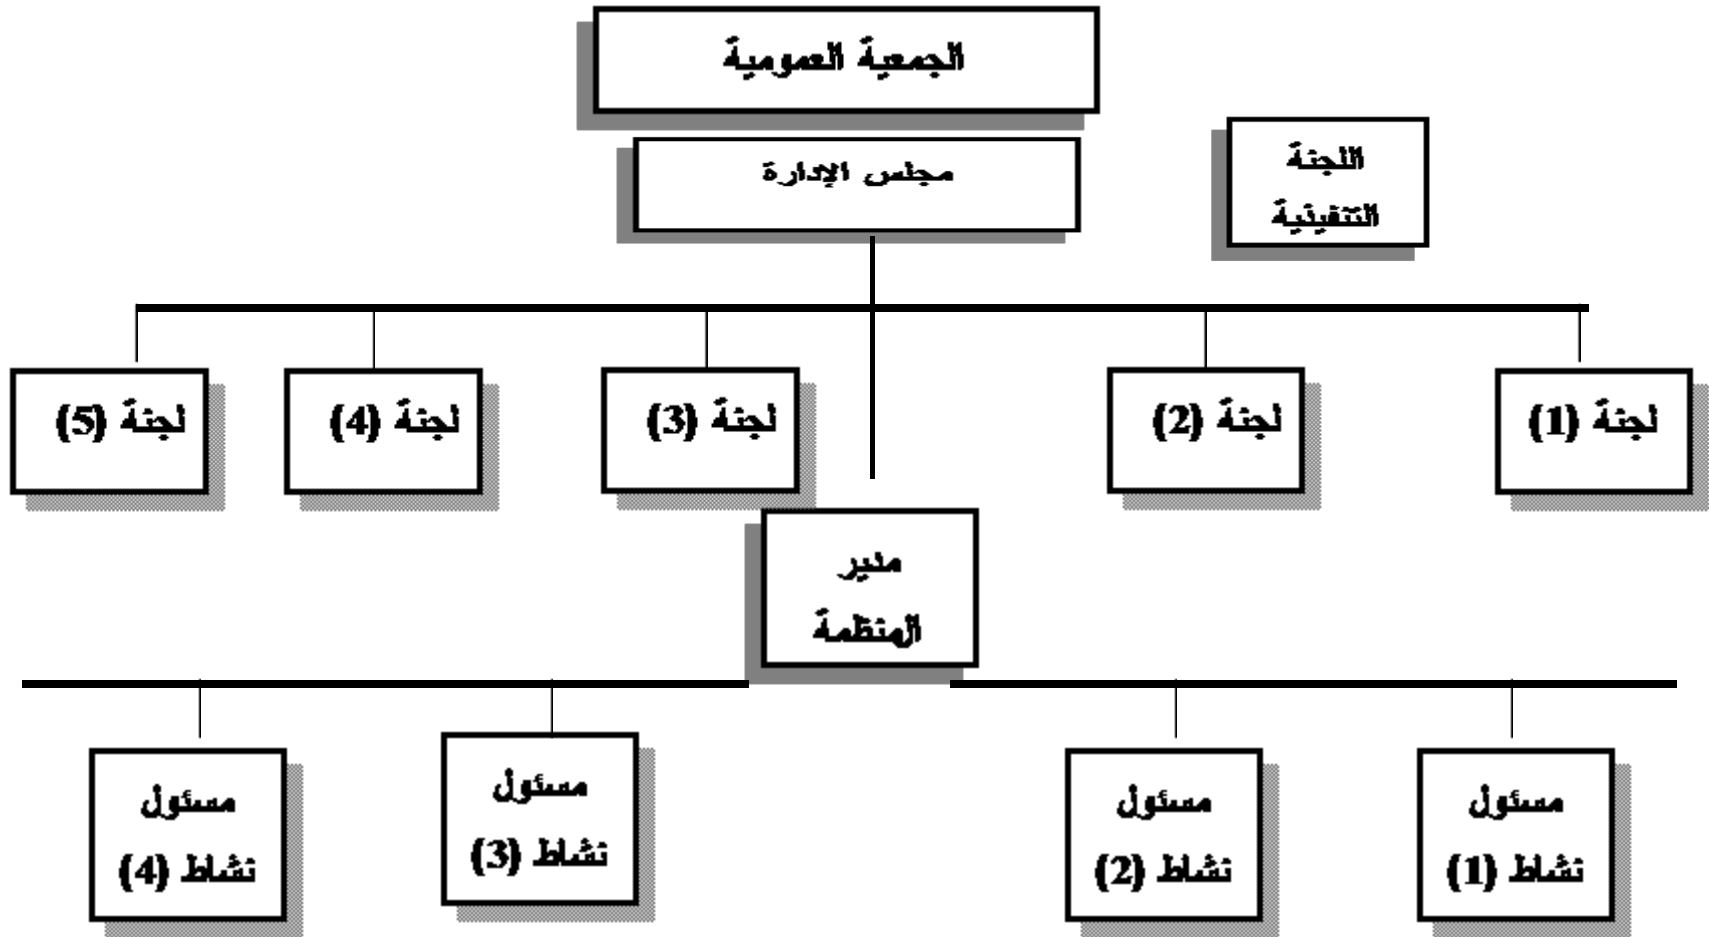 الجمعية العمومية
مجلس الإدارة
اللجنة
التنفيذية
لجنة (1)
لجنة (2)
لجنة (3)
لجنة (4)
لجنة (5)
مدير
المنظمة
مسئول
نشاط (1)
مسئول
نشاط (2)
مسئول
نشاط (3)
مسئول
نشاط (4)